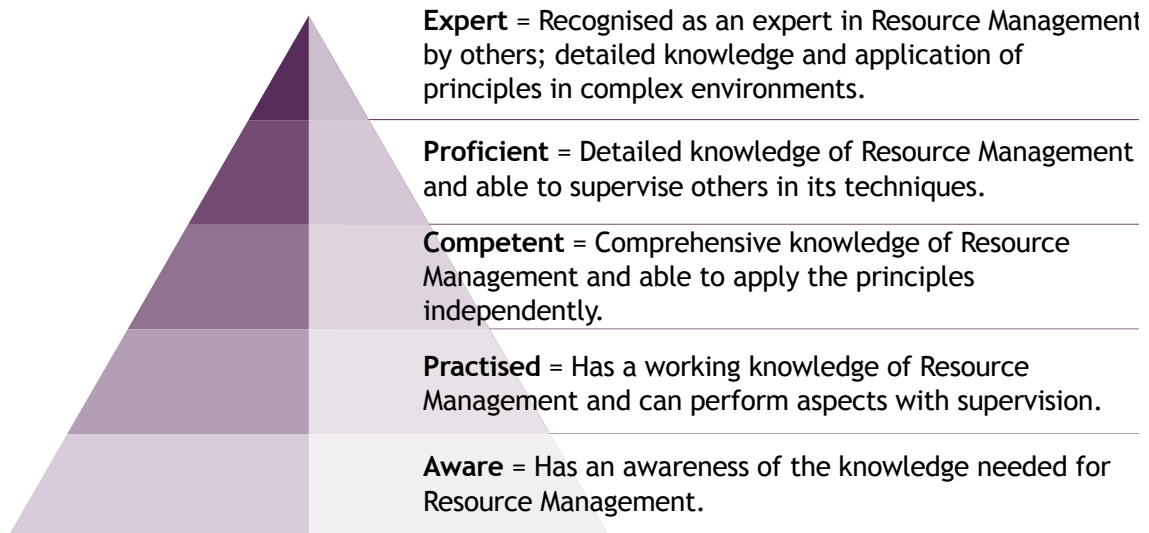 Expert = Recognised as an expert in Resource Management
by others; detailed knowledge and application of
principles in complex environments.
Proficient = Detailed knowledge of Resource Management
and able to supervise others in its techniques.
Competent = Comprehensive knowledge of Resource
Management and able to apply the principles
independently.
Practised = Has a working knowledge of Resource
Management and can perform aspects with supervision.
Aware = Has an awareness of the knowledge needed for
Resource Management.